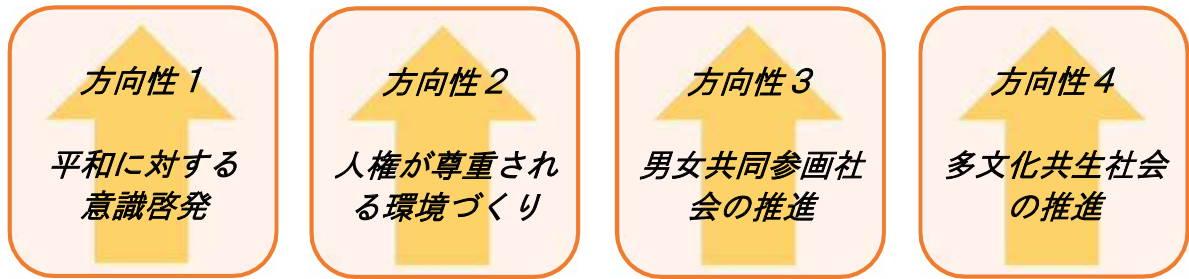 方向性１
平和に対する
意識啓発
方向性２
人権が尊重され
る環境づくり
方向性３
男女共同参画社
会の推進
方向性４
多文化共生社会
の推進